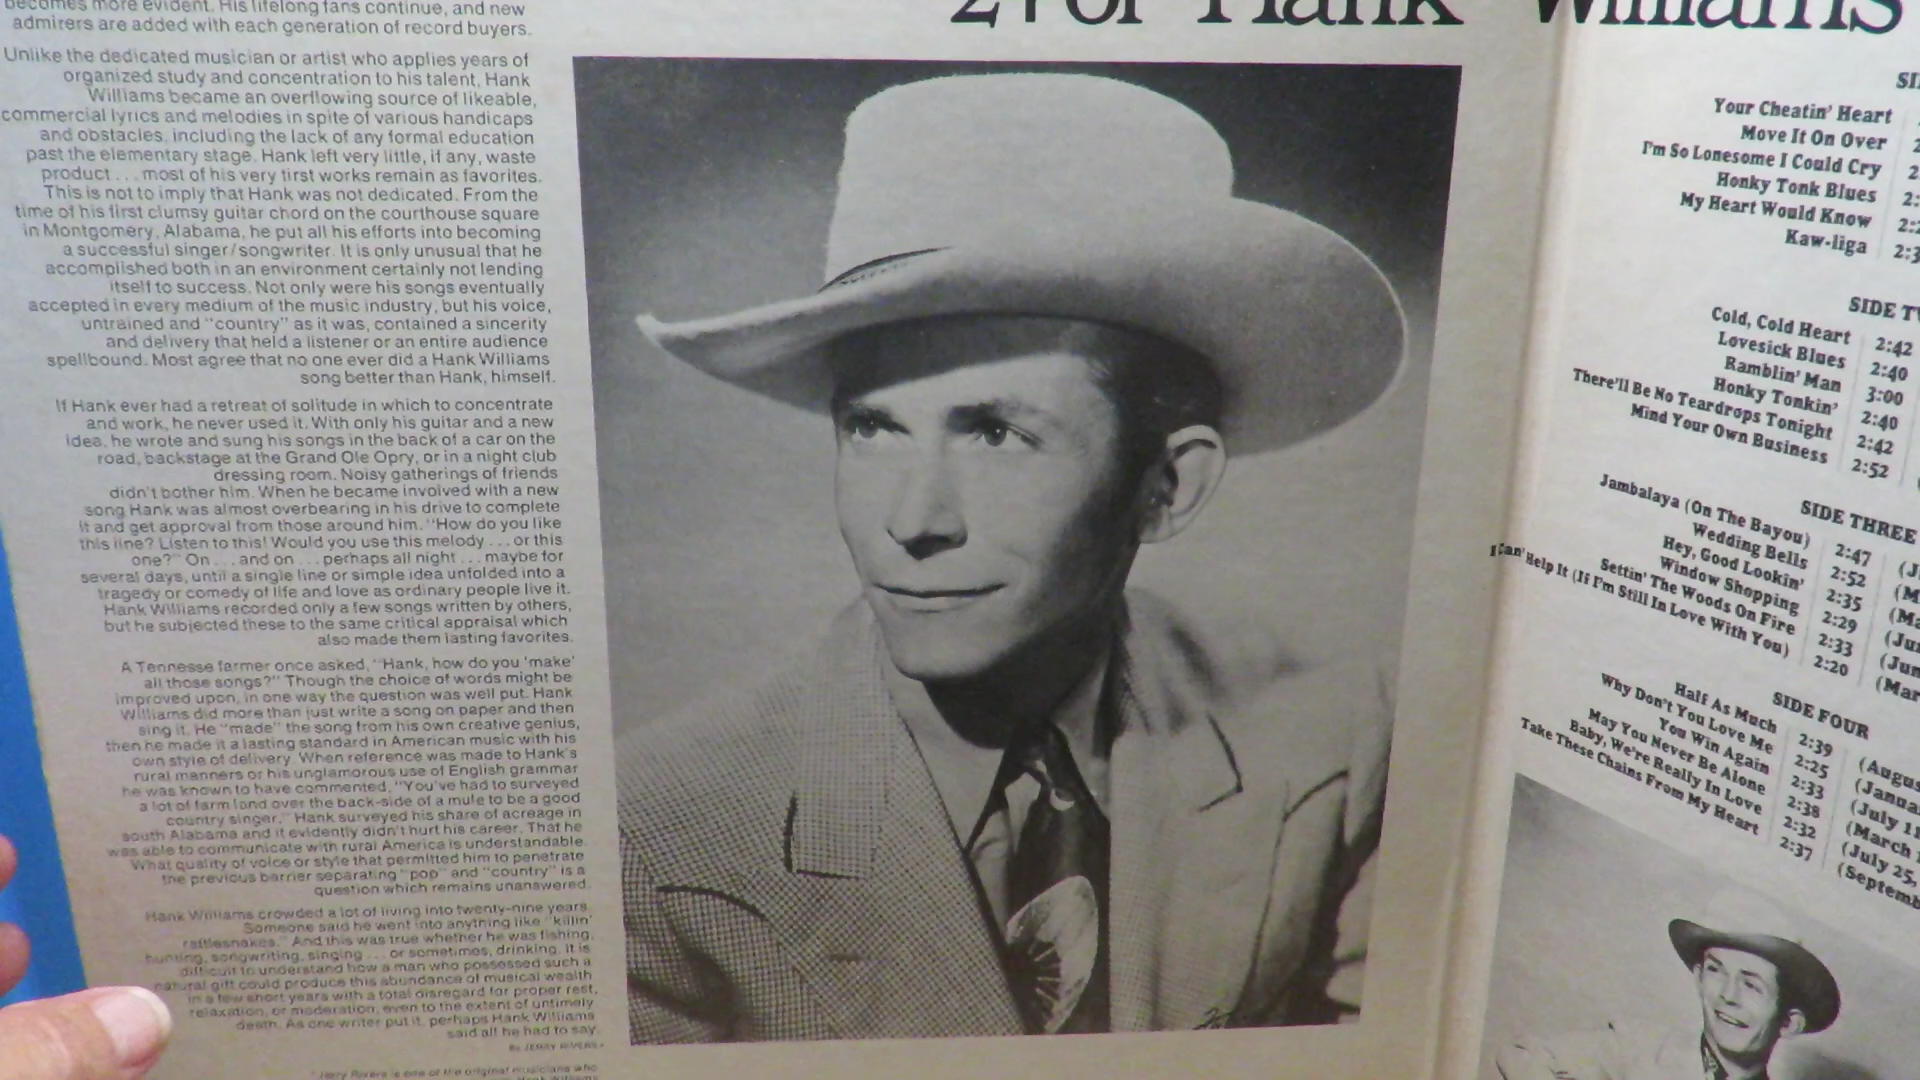 becomes more evident. His lifelong fans continue, and new
admirers are added with each generation of record buyers.
Unlike the dedicated musician or artist who applies years of
organized study and concentration to his talent, Hank
Williams became an overflowing source of likeable,
commercial lyrics and melodies in spite of various handicaps
and obstacles, including the lack of any formal education
past the elementary stage. Hank left very little, if any, waste
product . . . most of his very first works remain as favorites.
This is not to imply that Hank was not dedicated. From the
time of his first clumsy guitar chord on the courthouse square
in Montgomery, Alabama, he put all his efforts into becoming
a successful singer/songwriter. It is only unusual that he
accomplished both in an environment certainly not lending
itself to success. Not only were his songs eventually
accepted in every medium of the music industry, but his voice,
untrained and "country" as it was, contained a sincerity
and delivery that held a listener or an entire audience
spellbound. Most agree that no one ever did a Hank Williams
song better than Hank, himself.
If Hank ever had a retreat of solitude in which to concentrate
and work, he never used it. With only his guitar and a new
idea, he wrote and sung his songs in the back of a car on the
road, backstage at the Grand Ole Opry, or in a night club
dressing room. Noisy gatherings of friends
didn't bother him. When he became involved with a new
song Hank was almost overbearing in his drive to complete
it and get approval from those around him. "How do you like
this line? Listen to this! Would you use this melody . . . or this
one?" On . . . and on . . . perhaps all night . . . maybe for
several days, until a single line or simple idea unfolded into a
tragedy or comedy of life and love as ordinary people live it.
Hank Williams recorded only a few songs written by others,
but he subjected these to the same critical appraisal which
also made them lasting favorites.
A Tennesse farmer once asked, "Hank, how do you 'make'
all those songs?" Though the choice of words might be
improved upon, in one way the question was well put. Hank
Williams did more than just write a song on paper and then
sing it. He "made" the song from his own creative genius,
then he made it a lasting standard in American music with his
own style of delivery. When reference was made to Hank's
rural manners or his unglamorous use of English grammar
he was known to have commented, "You've had to surveyed
a lot of farm land over the back-side of a mule to be a good
country singer." Hank surveyed his share of acreage in
south Alabama and it evidently didn't hurt his career. That he
was able to communicate with rural America is understandable.
What quality of voice or style that permitted him to penetrate
the previous barrier separating "pop" and "country" is a
question which remains unanswered.
Hank Williams crowded a lot of living into twenty-nine years.
Someone said he went into anything like "killin'
rattlesnakes." And this was true whether he was fishing,
hunting, songwriting, singing . . . or sometimes, drinking. It is
difficult to understand how a man who possessed such a
natural gift could produce this abundance of musical wealth
in a few short years with a total disregard for proper rest,
relaxation, or moderation, even to the extent of untimely
death. As one writer put it, perhaps Hank Williams
said all he had to say.
By JERRY RIVERS*
*Jerry Rivers is one of the original musicians who
Hank Williams
Hank Williams
Your Cheatin' Heart
Move It On Over
I'm So Lonesome I Could Cry
Honky Tonk Blues
My Heart Would Know
Kaw-liga
SIDE
Cold, Cold Heart 2:42
Lovesick Blues 2:40
Ramblin' Man 3:00
Honky Tonkin' 2:40
There'll Be No Teardrops Tonight 2:42
Mind Your Own Business 2:52
SIDE THREE
Jambalaya (On The Bayou) 2:47
Wedding Bells 2:52
Hey, Good Lookin' 2:35
Window Shopping 2:29
Settin' The Woods On Fire 2:33
I Can't Help It (If I'm Still In Love With You) 2:20
SIDE FOUR
Half As Much 2:39
Why Don't You Love Me 2:25
You Win Again 2:33 (July 11
May You Never Be Alone 2:38 (March 1
Baby, We're Really In Love 2:32 (July 25,
Take These Chains From My Heart 2:37